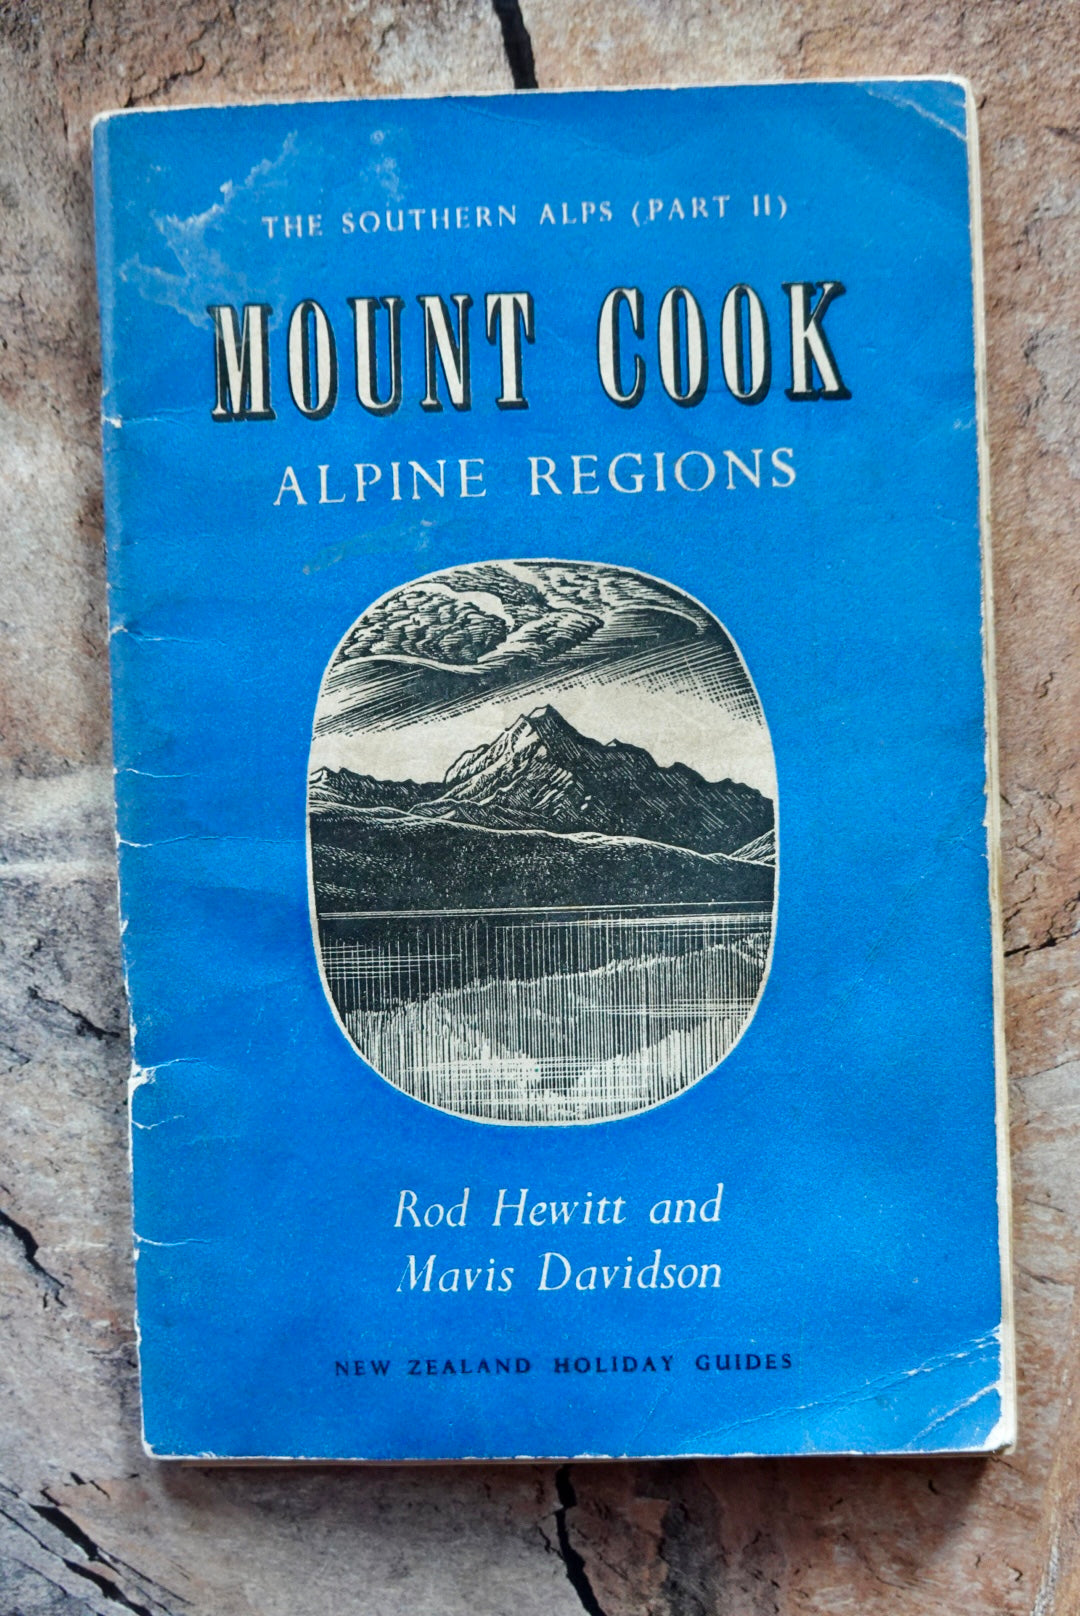 THE SOUTHERN ALPS (PART II)
MOUNT COOK
ALPINE REGIONS
Rod Hewitt and
Mavis Davidson
NEW ZEALAND HOLIDAY GUIDES